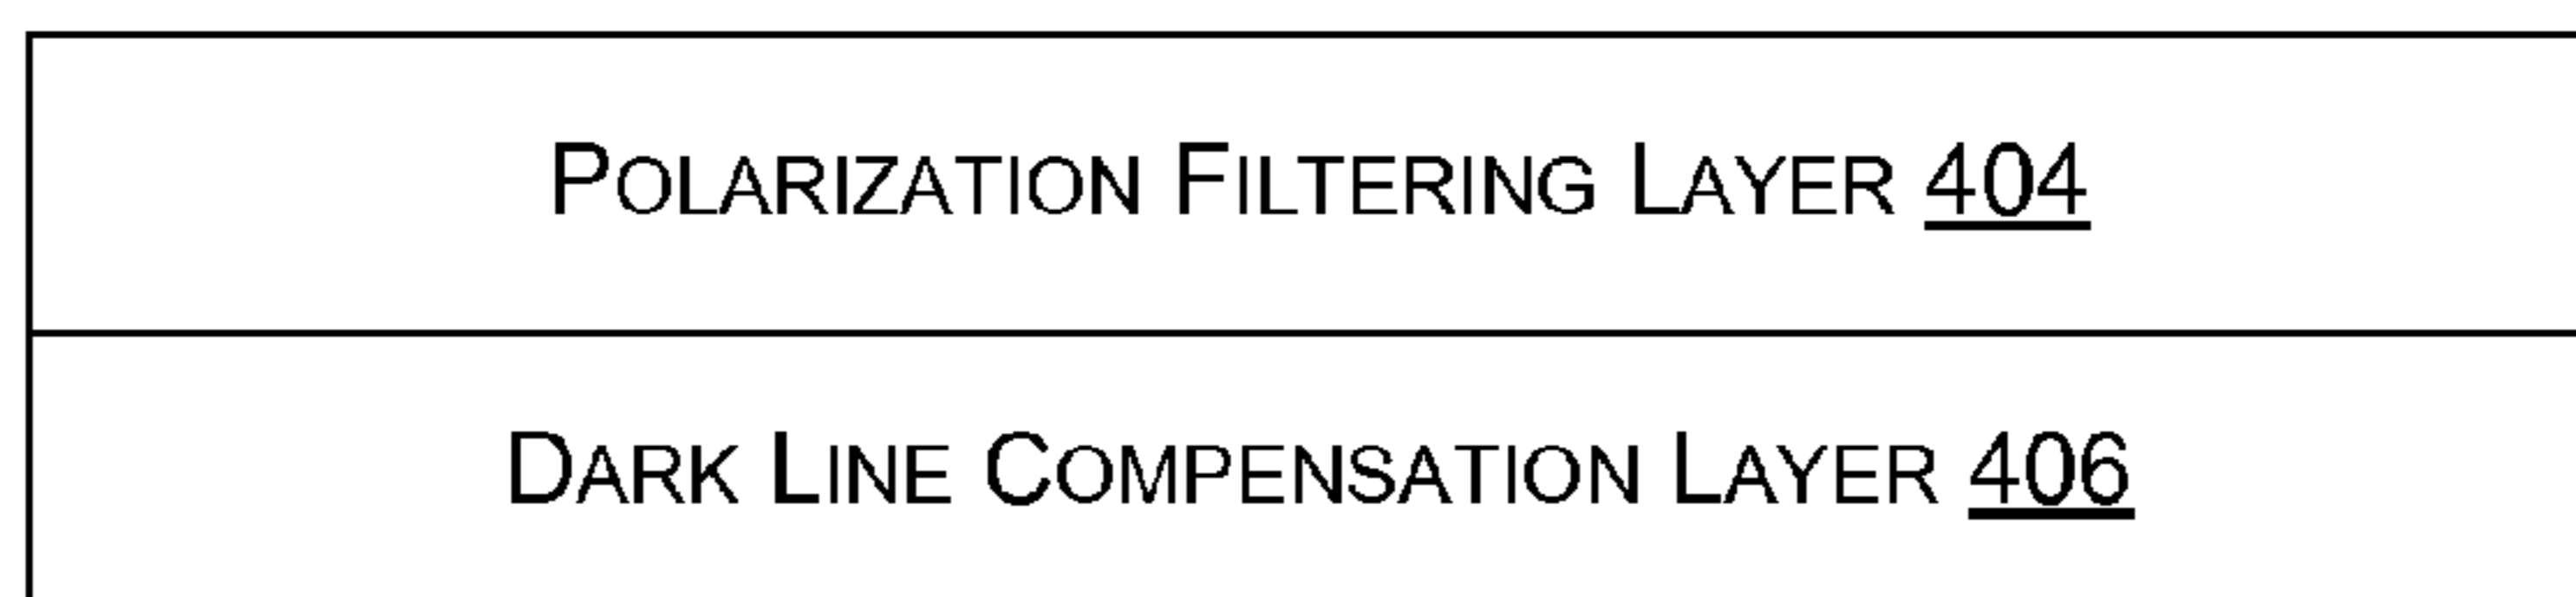 Polarization Filtering Layer 404
Dark Line Compensation Layer 406